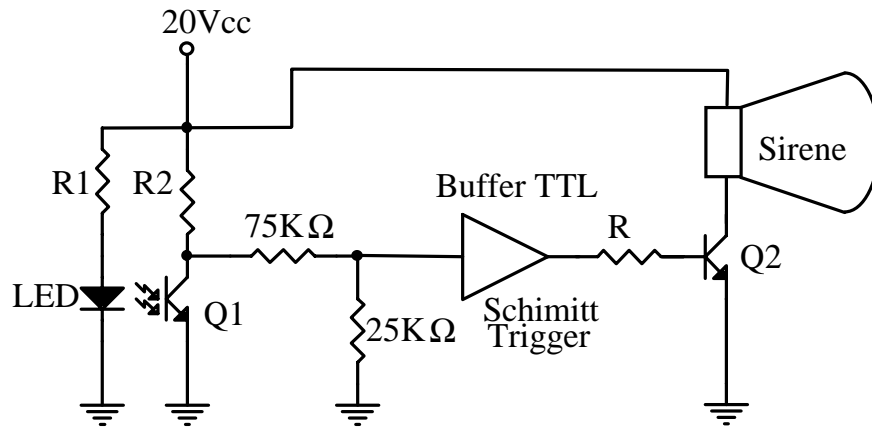 20Vcc
R1
R2
75KΩ
Buffer TTL
R
Sirene
LED
Q1
25KΩ
Schimitt
Trigger
Q2